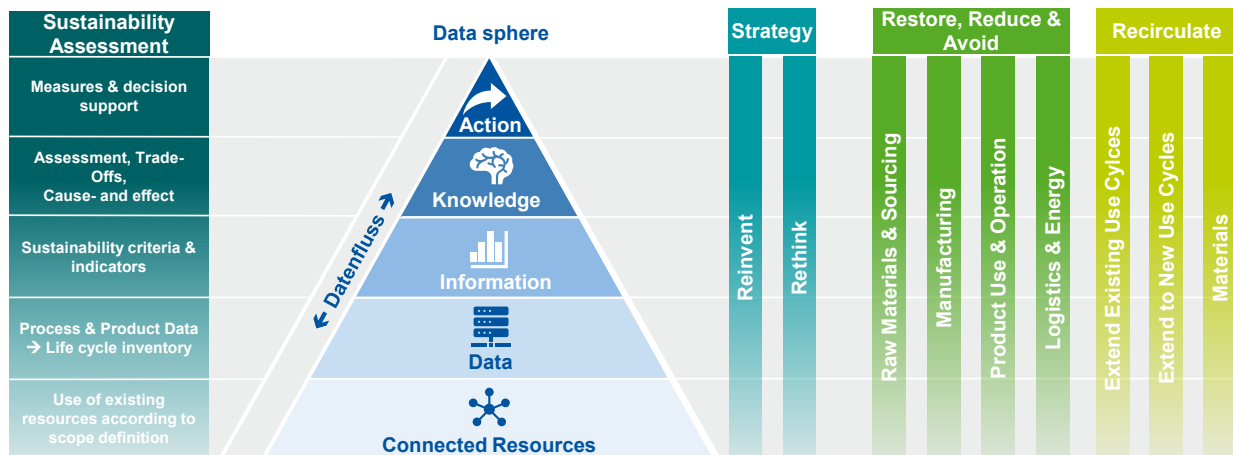 Sustainability
Assessment
Data sphere
Strategy
Restore, Reduce &
Avoid
Recirculate
Measures & decision
support
Action
Assessment, Trade-
Offs,
Cause- and effect
Knowledge
← Datenfluss →
Sustainability criteria &
indicators
Information
Process & Product Data
→ Life cycle inventory
Data
Use of existing
resources according to
scope definition
Connected Resources
Reinvent
Rethink
Raw Materials & Sourcing
Manufacturing
Product Use & Operation
Logistics & Energy
Extend Existing Use Cylces
Extend to New Use Cycles
Materials